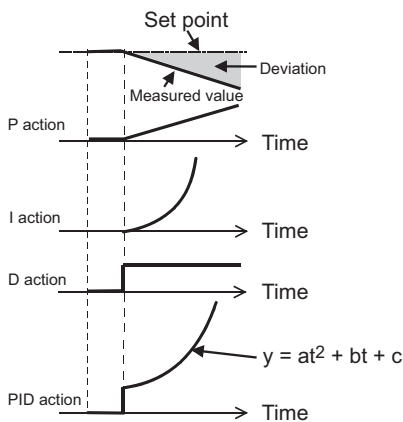 Set point
Deviation
Measured value
P action
Time
I action
Time
D action
Time
y = at² + bt + c
PID action
Time